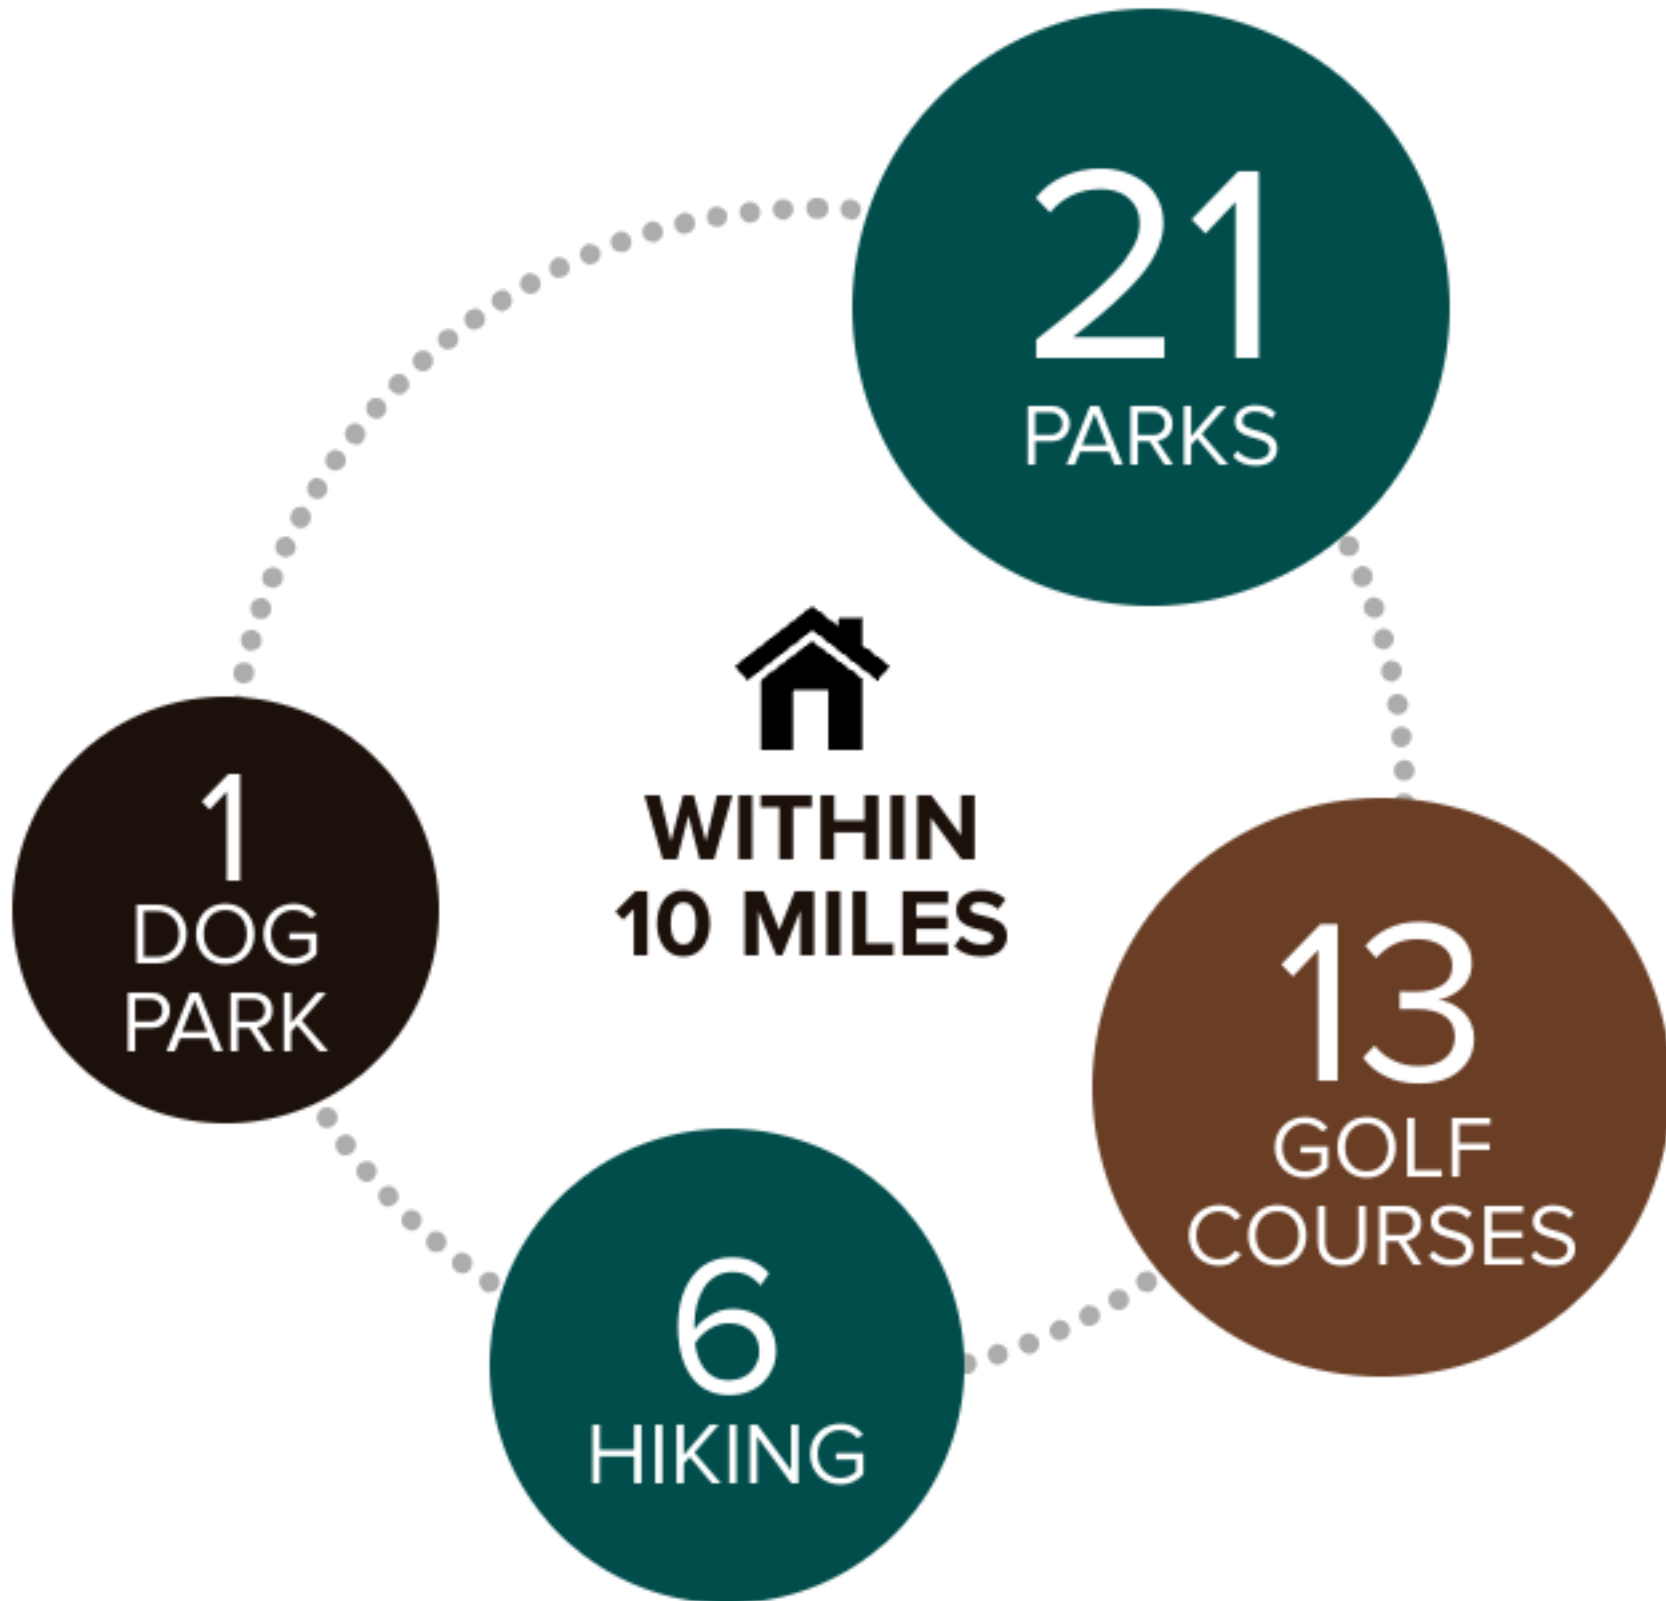 21
PARKS
WITHIN
10 MILES
1
DOG
PARK
13
GOLF
COURSES
6
HIKING